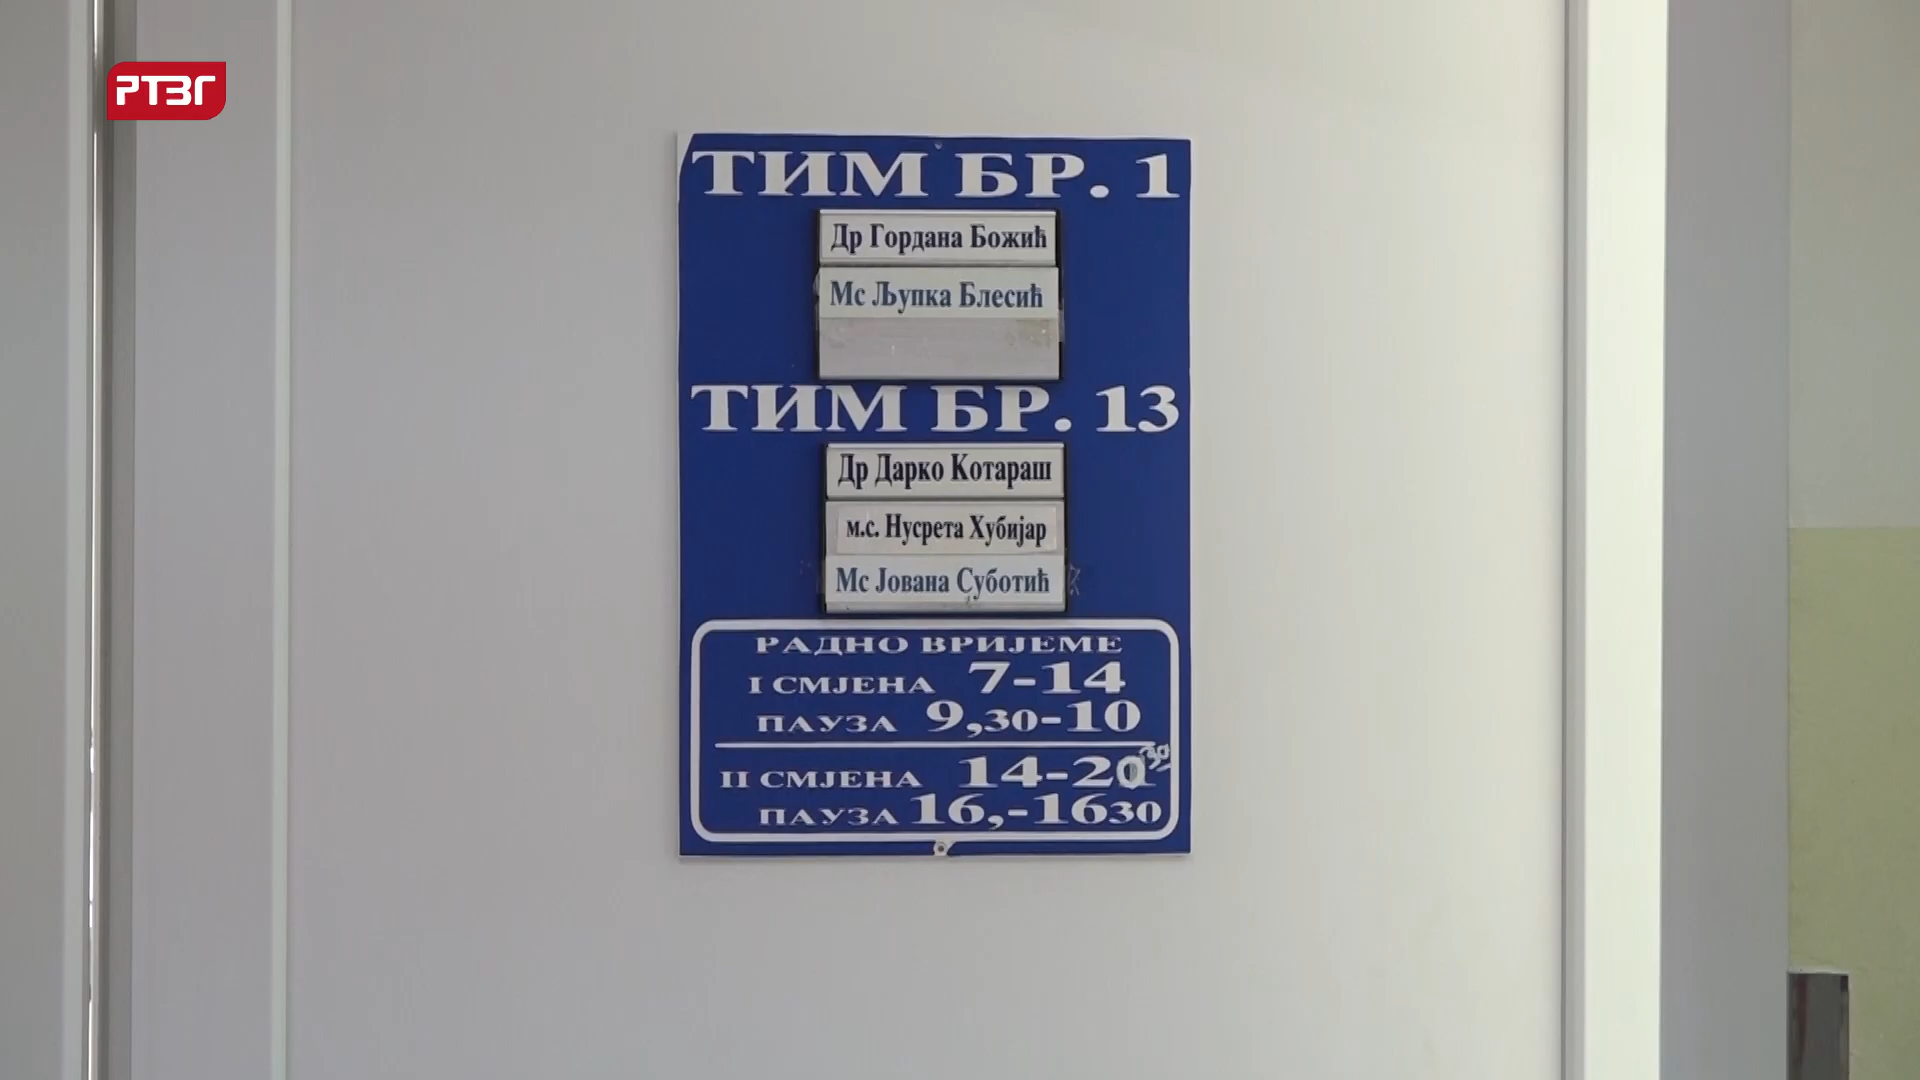 РТВГ
ТИМ БР. 1
Др Гордана Божић
Мс Љупка Блесић
ТИМ БР. 13
Др Дарко Котараш
м.с. Нусрета Хубијар
Мс Јована Суботић
РАДНО ВРИЈЕМЕ
I СМЈЕНА 7-14
ПАУЗА 9,30-10
II СМЈЕНА 14-20 30
ПАУЗА 16,-1630